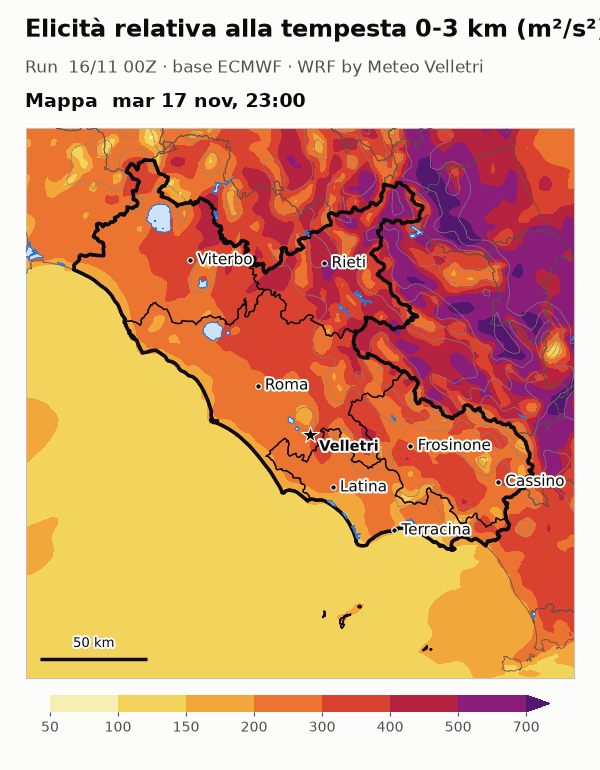 Elicità relativa alla tempesta 0-3 km (m²/s²)
Run  16/11 00Z · base ECMWF · WRF by Meteo Velletri
Mappa  mar 17 nov, 23:00
Viterbo
Rieti
Roma
Velletri
Frosinone
Latina
Cassino
Terracina
50 km
50 100 150 200 300 400 500 700